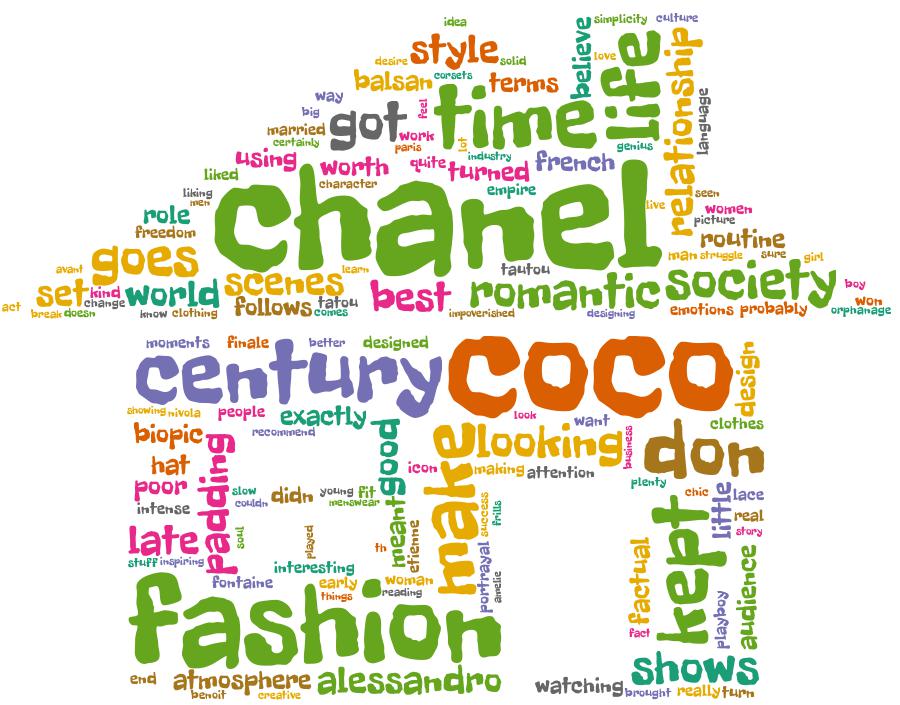 idea
simplicity culture
believe
style
life
relationship
desire
solid
love
balsan
corsets
terms
way
feel
time
language
big
got
married
certainly
work
paris
lot
industry
genius
using
worth
quite
turned
french
liked
character
empire
chanel
liking
men
live
seen
role
women
picture
freedom
routine
goes
learn
tautou
man struggle
sure
girl
avant
set
kind
change
world
scenes
best
romantic
society
boy
act
break doesn
know clothing
follows
tatou
comes
impoverished
designing
emotions probably
won
orphanage
moments
finale
better
designed
century
coco
design
showing nivola
people
exactly
look
want
clothes
biopic
recommend
good
make
looking
business
don
hat
padding
icon
making
attention
poor
slow
couldn
didn
young
fit
menswear
plenty
chic
little
lace
intense
success
frills
kept
real
late
soul
played
meant
etienne
story
stuff inspiring
th
interesting
portrayal
amelie
factual
playboy
audience
fontaine
early
things
woman
reading
fashion
fact
end
atmosphere
alessandro
shows
benoit
creative
watching
brought
really
turn